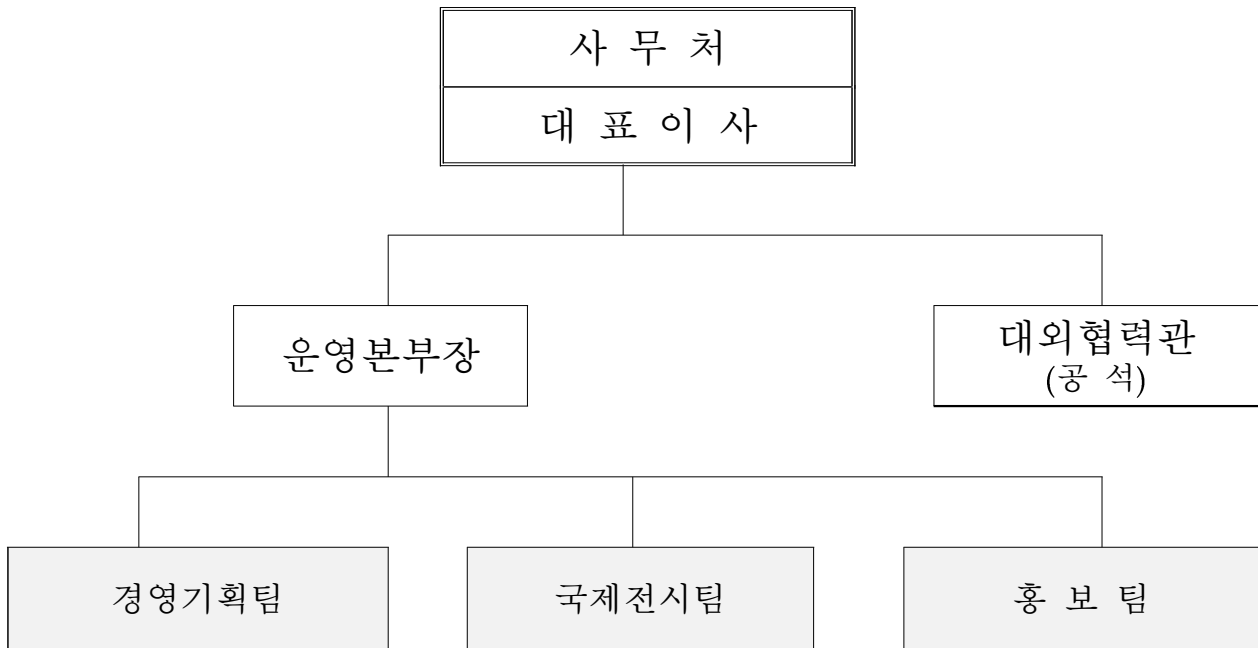 사 무 처
대 표 이 사
운영본부장
대외협력관
(공 석)
경영기획팀
국제전시팀
홍 보 팀